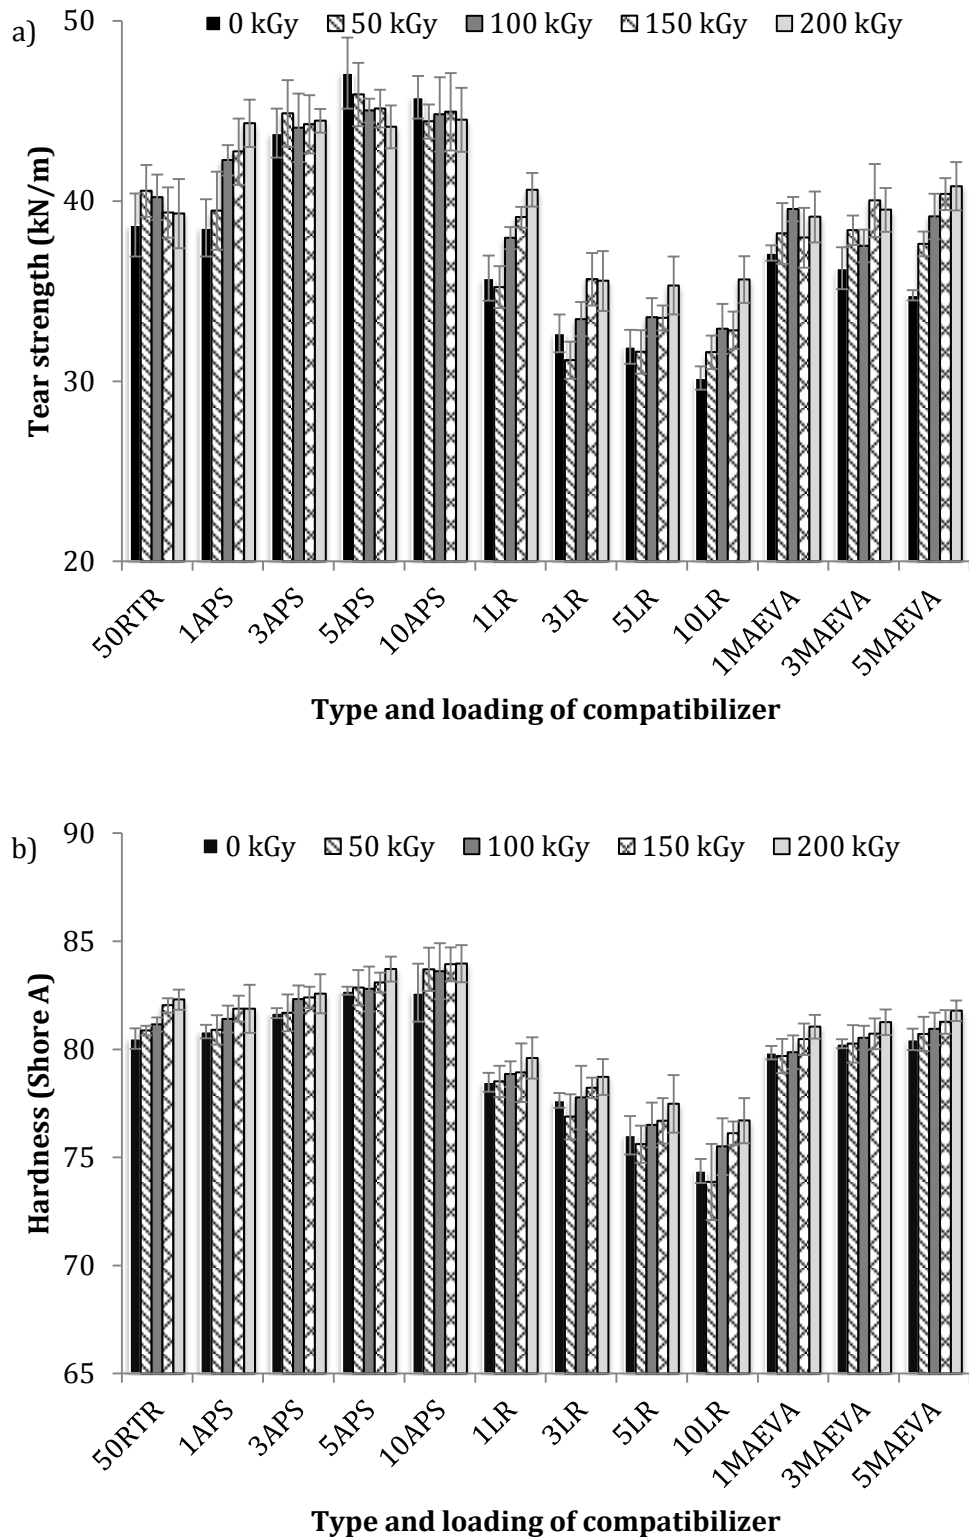 a)
0 kGy 50 kGy 100 kGy 150 kGy 200 kGy
Tear strength (kN/m)
50
40
30
20
50RTR
1APS
3APS
5APS
10APS
1LR
3LR
5LR
10LR
1MAEVA
3MAEVA
5MAEVA
Type and loading of compatibilizer
b)
0 kGy 50 kGy 100 kGy 150 kGy 200 kGy
Hardness (Shore A)
90
85
80
75
70
65
50RTR
1APS
3APS
5APS
10APS
1LR
3LR
5LR
10LR
1MAEVA
3MAEVA
5MAEVA
Type and loading of compatibilizer